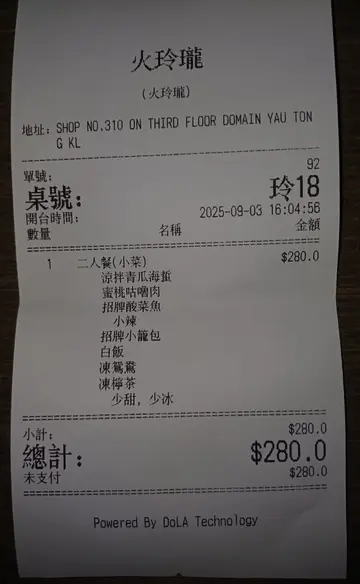 火玲瓏
(火玲瓏)
地址: SHOP NO.310 ON THIRD FLOOR DOMAIN YAU TON
G KL
單號: 92
桌號: 玲18
開台時間: 2025-09-03 16:04:56
數量 名稱 金額
1 二人餐(小菜) $280.0
涼拌青瓜海蜇
蜜桃咕嚕肉
招牌酸菜魚
小辣
招牌小籠包
白飯
凍鴛鴦
凍檸茶
少甜, 少冰
小計: $280.0
總計: $280.0
未支付 $280.0
Powered By DoLA Technology